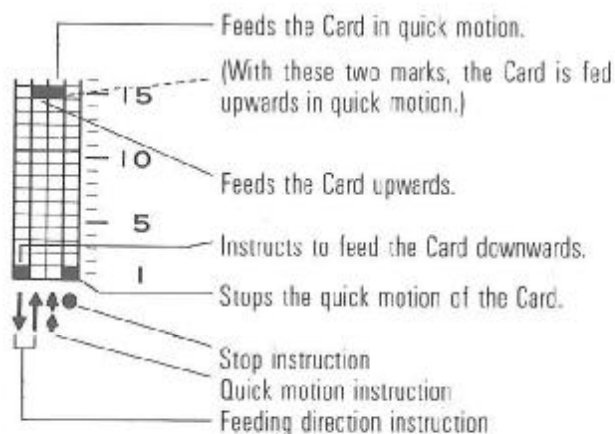 Feeds the Card in quick motion.
(With these two marks, the Card is fed
upwards in quick motion.)
15
10
Feeds the Card upwards.
5
Instructs to feed the Card downwards.
1
Stops the quick motion of the Card.
Stop instruction
Quick motion instruction
Feeding direction instruction